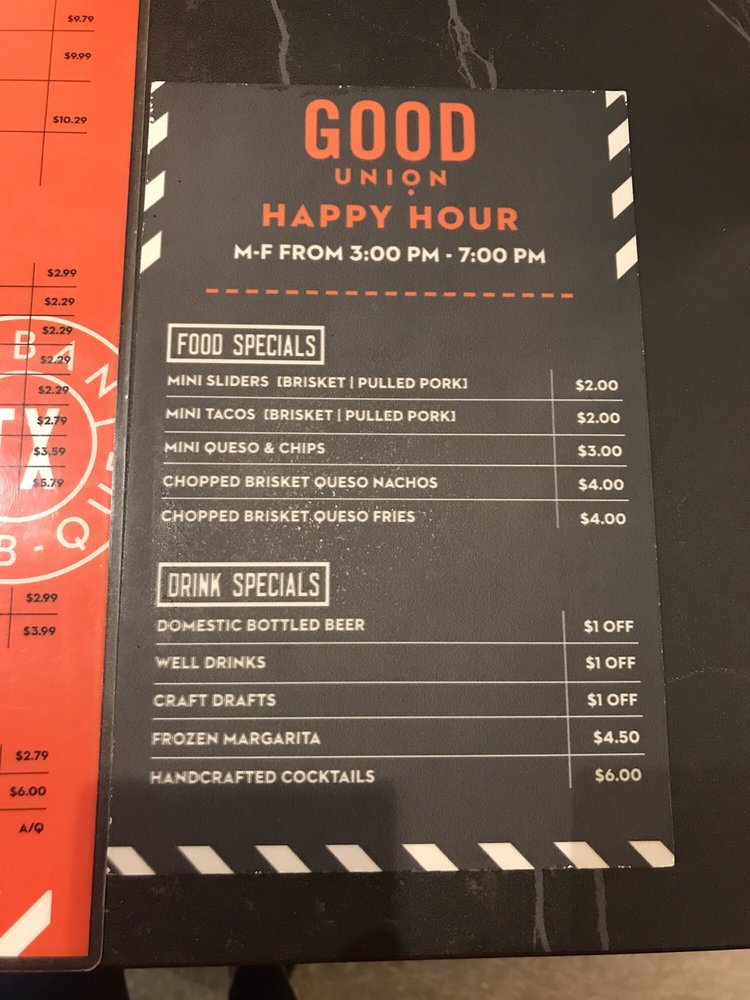 $9.79
$9.99
$10.29
$2.99
$2.29
$2.29
$2.29
$2.29
$2.79
$3.59
$5.79
$2.99
$3.99
$2.79
$6.00
A/Q
BAN
TX
B-QU
GOOD
UNION
HAPPY HOUR
M-F FROM 3:00 PM - 7:00 PM
FOOD SPECIALS
MINI SLIDERS [BRISKET | PULLED PORK] $2.00
MINI TACOS [BRISKET | PULLED PORK] $2.00
MINI QUESO & CHIPS $3.00
CHOPPED BRISKET QUESO NACHOS $4.00
CHOPPED BRISKET QUESO FRIES $4.00
DRINK SPECIALS
DOMESTIC BOTTLED BEER $1 OFF
WELL DRINKS $1 OFF
CRAFT DRAFTS $1 OFF
FROZEN MARGARITA $4.50
HANDCRAFTED COCKTAILS $6.00